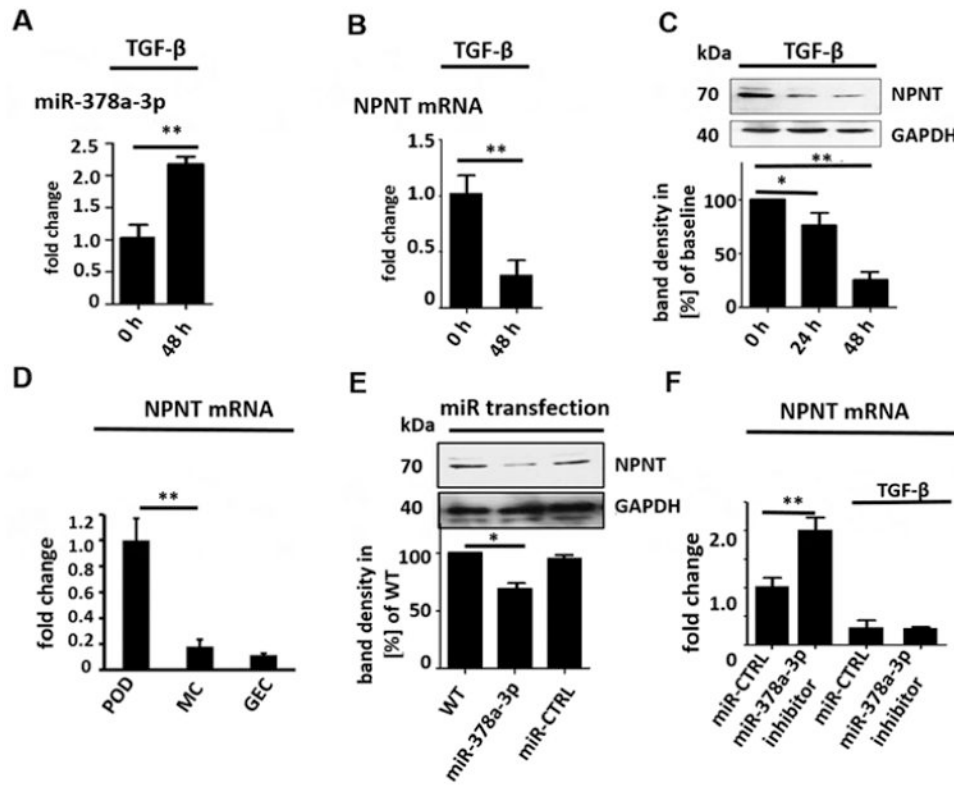 A
TGF-β
miR-378a-3p
**
fold change
2.5
2.0
1.5
1.0
0.5
0
0 h
48 h
B
TGF-β
NPNT mRNA
**
fold change
1.5
1.0
0.5
0
0 h
48 h
C
kDa
TGF-β
70
NPNT
40
GAPDH
**
*
band density in
[%] of baseline
100
50
0
0 h
24 h
48 h
D
NPNT mRNA
**
fold change
1.2
1.0
0.8
0.6
0.4
0.2
0
POD
MC
GEC
E
miR transfection
kDa
70
NPNT
40
GAPDH
*
band density in
[%] of WT
100
50
0
WT
miR-378a-3p
miR-CTRL
F
NPNT mRNA
TGF-β
**
fold change
2.0
1.0
0
miR-CTRL
miR-378a-3p
inhibitor
miR-CTRL
miR-378a-3p
inhibitor